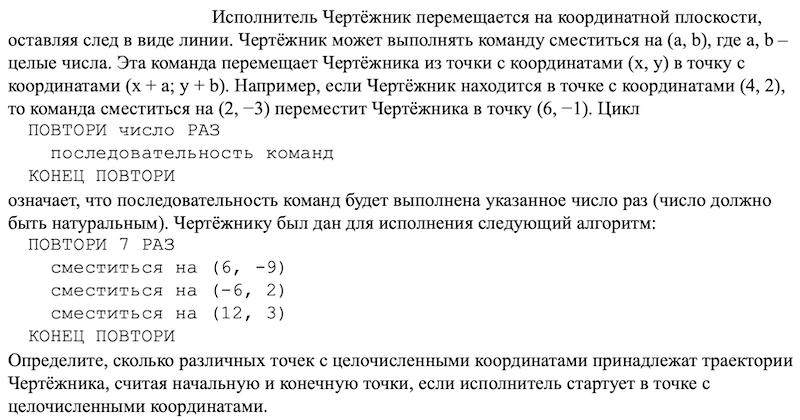 Исполнитель Чертёжник перемещается на координатной плоскости,
оставляя след в виде линии. Чертёжник может выполнять команду сместиться на (a, b), где a, b –
целые числа. Эта команда перемещает Чертёжника из точки с координатами (x, y) в точку с
координатами (x + a; y + b). Например, если Чертёжник находится в точке с координатами (4, 2),
то команда сместиться на (2, −3) переместит Чертёжника в точку (6, −1). Цикл
ПОВТОРИ число РАЗ
последовательность команд
КОНЕЦ ПОВТОРИ
означает, что последовательность команд будет выполнена указанное число раз (число должно
быть натуральным). Чертёжнику был дан для исполнения следующий алгоритм:
ПОВТОРИ 7 РАЗ
сместиться на (6, -9)
сместиться на (-6, 2)
сместиться на (12, 3)
КОНЕЦ ПОВТОРИ
Определите, сколько различных точек с целочисленными координатами принадлежат траектории
Чертёжника, считая начальную и конечную точки, если исполнитель стартует в точке с
целочисленными координатами.